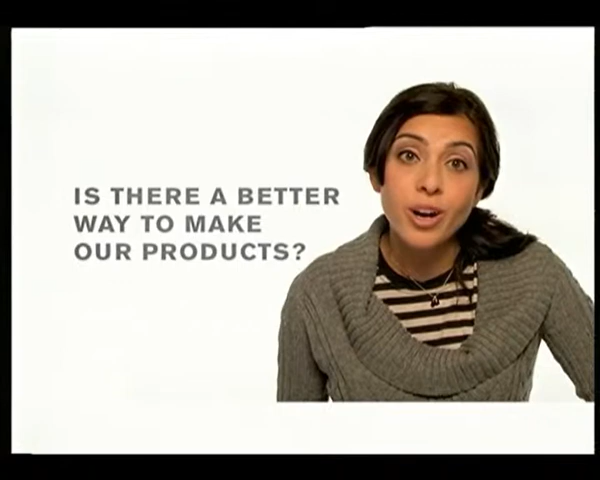 IS THERE A BETTER
WAY TO MAKE
OUR PRODUCTS?